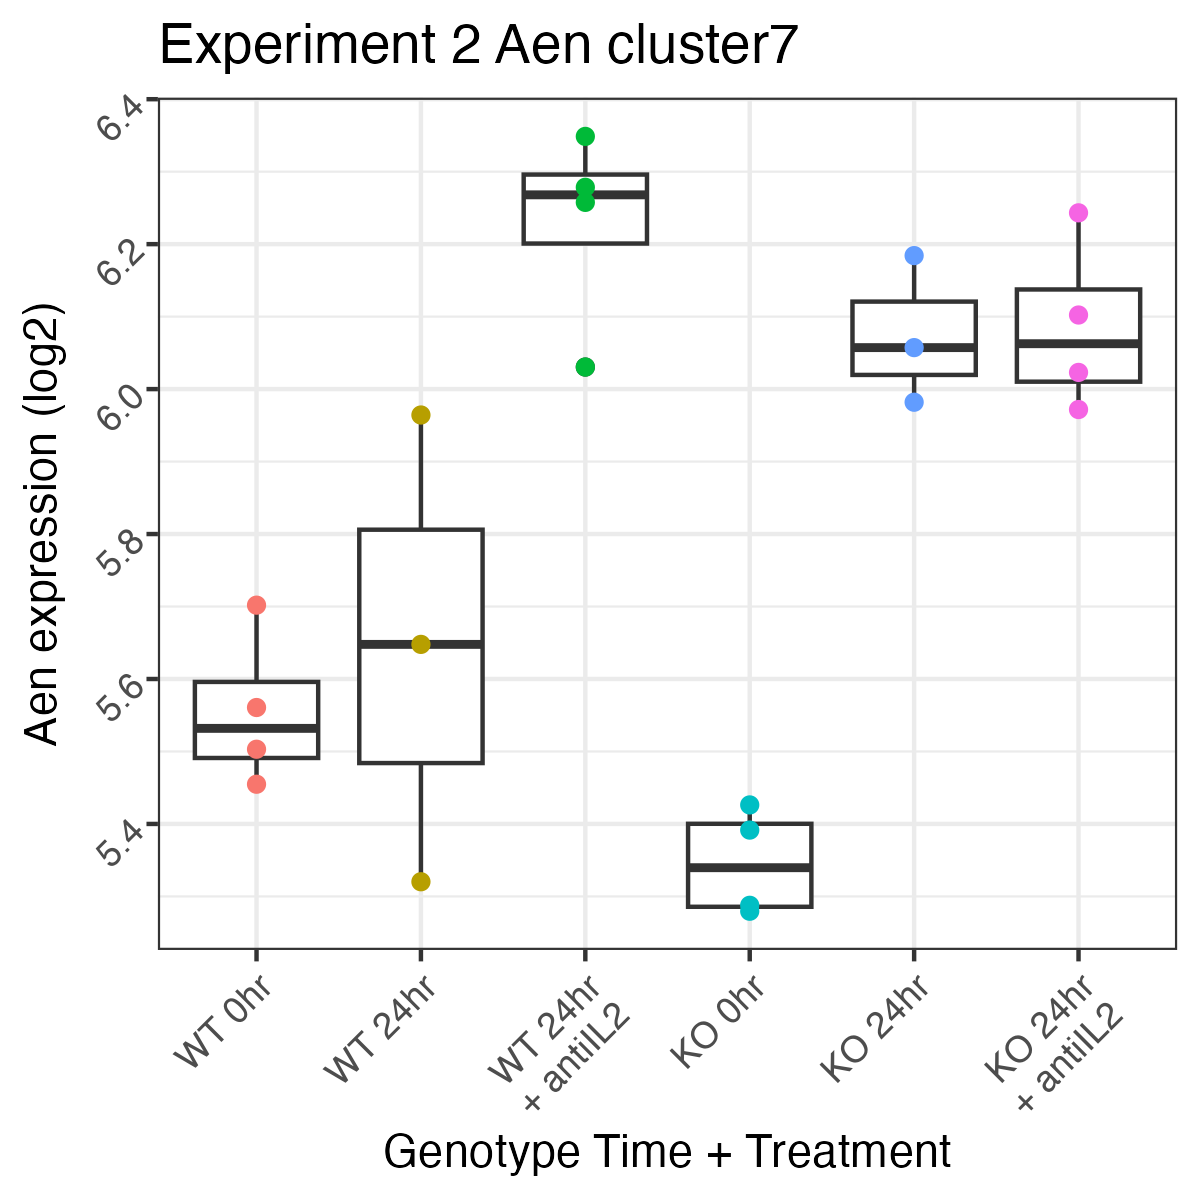 Experiment 2 Aen cluster7
Aen expression (log2)
6.4
6.2
6.0
5.8
5.6
5.4
WT 0hr
WT 24hr
WT 24hr
+ antiIL2
KO 0hr
KO 24hr
KO 24hr
+ antiIL2
Genotype Time + Treatment